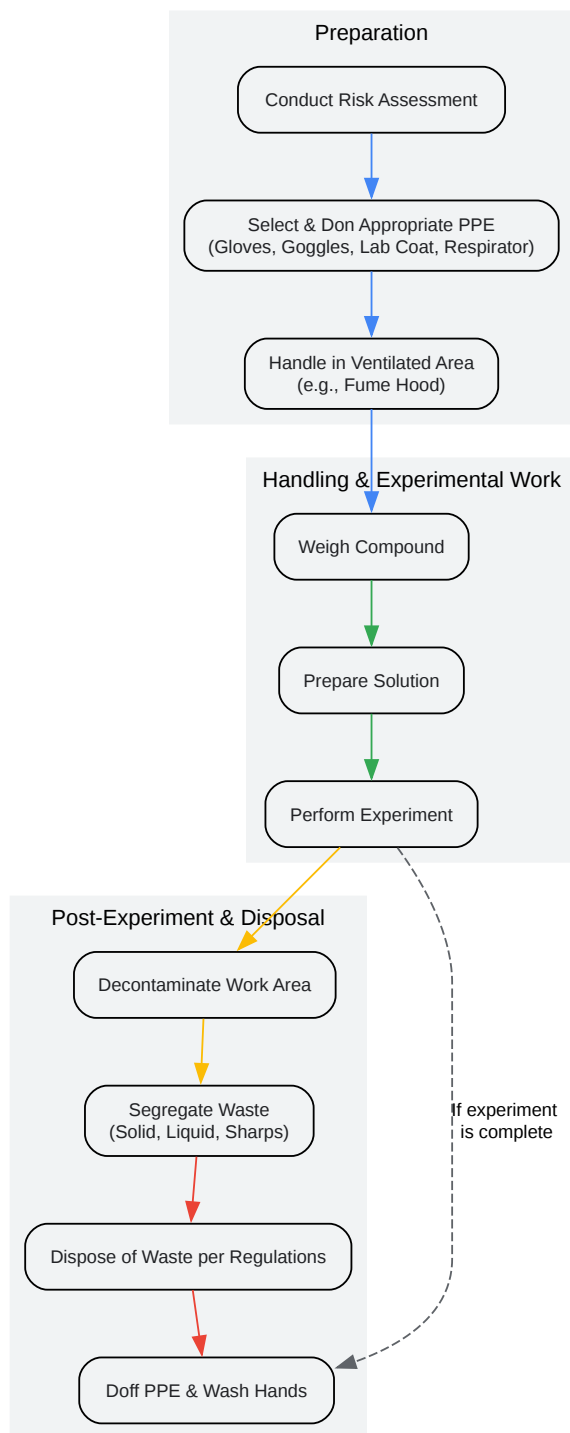 Preparation
Conduct Risk Assessment
Select & Don Appropriate PPE
(Gloves, Goggles, Lab Coat, Respirator)
Handle in Ventilated Area
(e.g., Fume Hood)
Handling & Experimental Work
Weigh Compound
Prepare Solution
Perform Experiment
Post-Experiment & Disposal
Decontaminate Work Area
Segregate Waste
(Solid, Liquid, Sharps)
If experiment
is complete
Dispose of Waste per Regulations
Doff PPE & Wash Hands